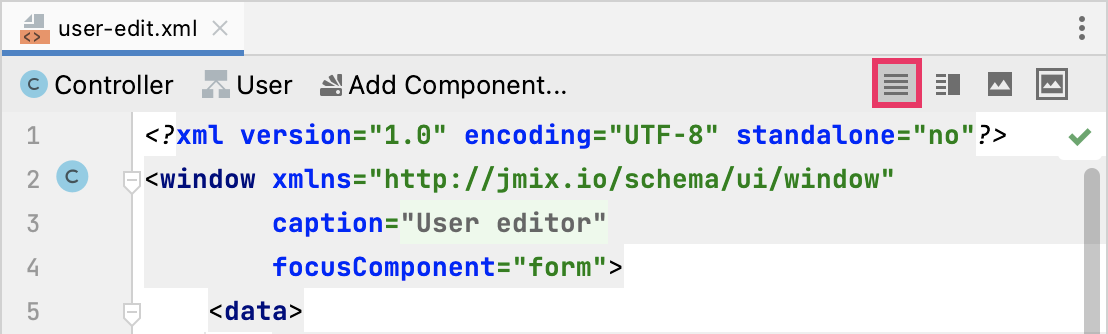 user-edit.xml
C Controller User Add Component...
1 <?xml version="1.0" encoding="UTF-8" standalone="no"?>
2 C <window xmlns="http://jmix.io/schema/ui/window"
3 caption="User editor"
4 focusComponent="form">
5 <data>